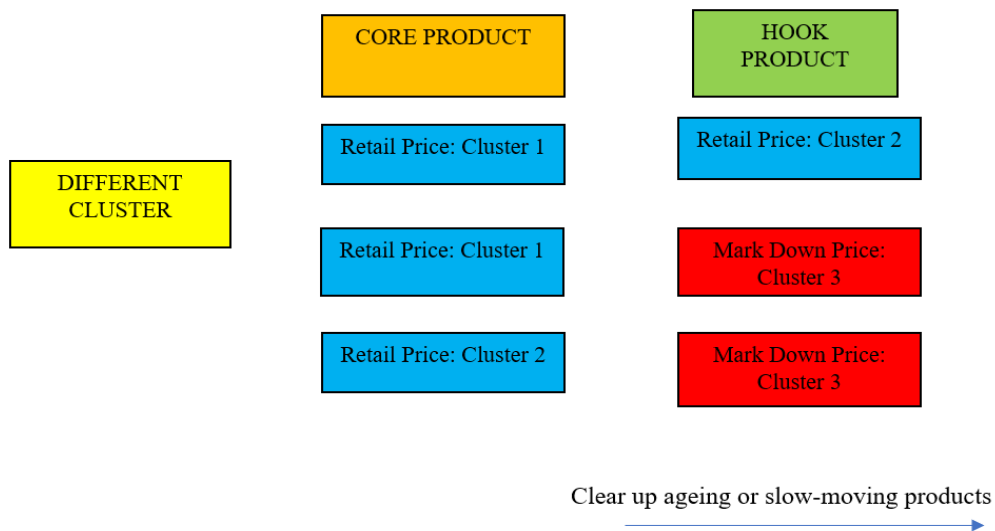 CORE PRODUCT
HOOK
PRODUCT
Retail Price: Cluster 1
Retail Price: Cluster 2
DIFFERENT
CLUSTER
Retail Price: Cluster 1
Mark Down Price:
Cluster 3
Retail Price: Cluster 2
Mark Down Price:
Cluster 3
Clear up ageing or slow-moving products